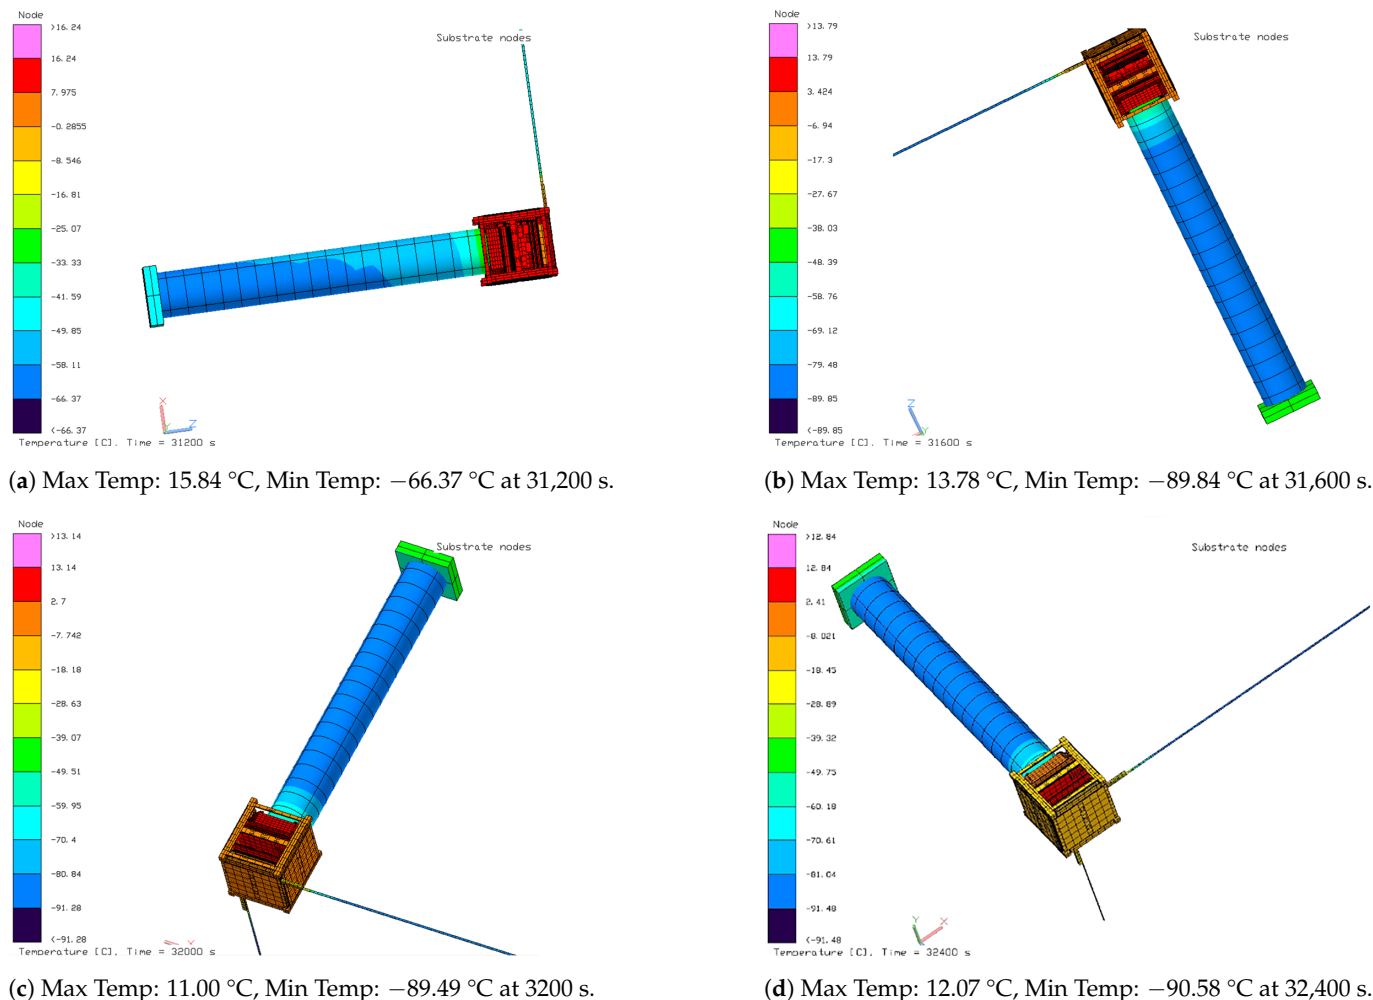 Node
>16.24
Substrate nodes
16.24
7.975
-0.2855
-8.546
-16.81
-25.07
-33.33
-41.59
-49.85
-58.11
-66.37
<-66.37
X
Y
Z
Temperature [C], Time = 31200 s
(a) Max Temp: 15.84 °C, Min Temp: −66.37 °C at 31,200 s.
Node
>13.79
Substrate nodes
13.79
3.424
-6.94
-17.3
-27.67
-38.03
-48.39
-58.76
-69.12
-79.48
-89.85
<-89.85
Z
Y
Temperature [C], Time = 31600 s
(b) Max Temp: 13.78 °C, Min Temp: −89.84 °C at 31,600 s.
Node
>13.14
Substrate nodes
13.14
2.7
-7.742
-18.18
-28.63
-39.07
-49.51
-59.95
-70.4
-80.84
-91.28
<-91.28
Y
Temperature [C], Time = 32000 s
(c) Max Temp: 11.00 °C, Min Temp: −89.49 °C at 3200 s.
Node
>12.84
Substrate nodes
12.84
2.41
-8.021
-18.45
-28.89
-39.32
-49.75
-60.18
-70.61
-81.04
-91.48
<-91.48
Y
X
Temperature [C], Time = 32400 s
(d) Max Temp: 12.07 °C, Min Temp: −90.58 °C at 32,400 s.